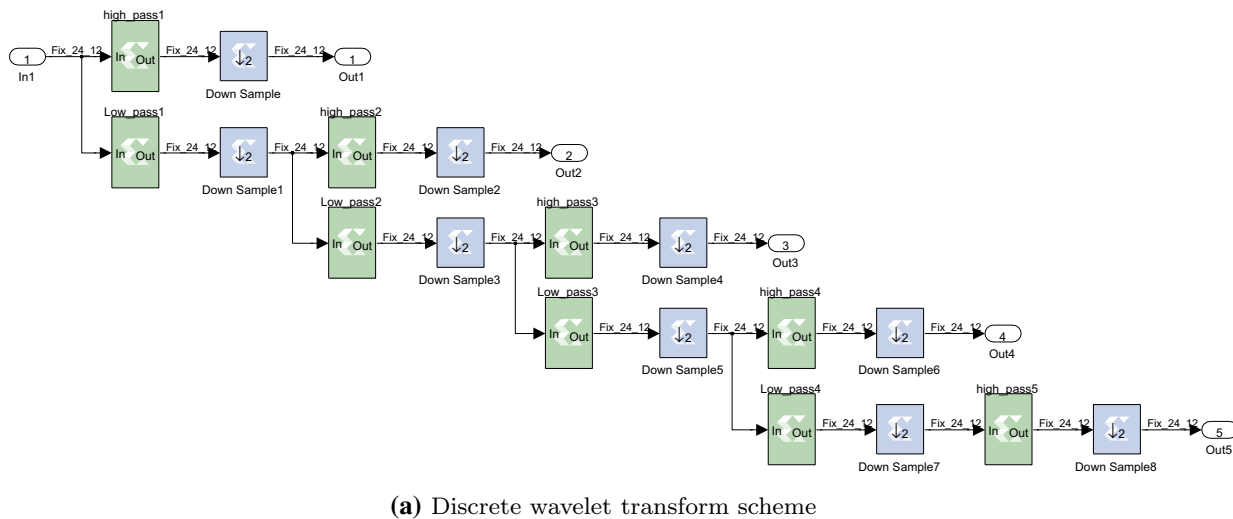 high_pass1
Fix_24_12 Fix_24_12 Fix_24_12
1 In Out ↓2 1
In1 Down Sample Out1
Low_pass1 high_pass2
Fix_24_12 Fix_24_12 Fix_24_12 Fix_24_12
In Out ↓2 In Out ↓2 2
Down Sample1 Down Sample2 Out2
Low_pass2 high_pass3
Fix_24_12 Fix_24_12 Fix_24_12 Fix_24_12
In Out ↓2 In Out ↓2 3
Down Sample3 Down Sample4 Out3
Low_pass3 high_pass4
Fix_24_12 Fix_24_12 Fix_24_12 Fix_24_12
In Out ↓2 In Out ↓2 4
Down Sample5 Down Sample6 Out4
Low_pass4 high_pass5
Fix_24_12 Fix_24_12 Fix_24_12 Fix_24_12
In Out ↓2 In Out ↓2 5
Down Sample7 Down Sample8 Out5
(a) Discrete wavelet transform scheme